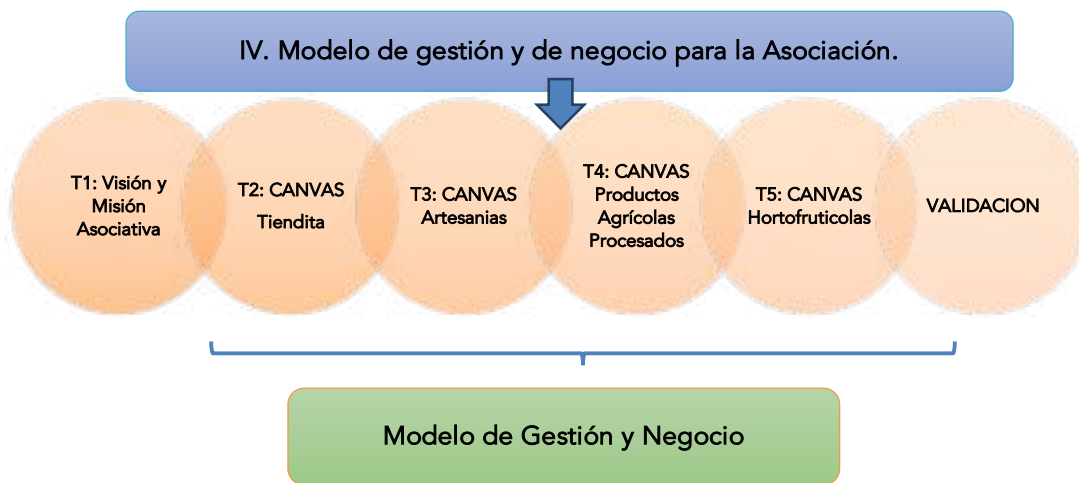 IV. Modelo de gestión y de negocio para la Asociación.
T1: Visión y
Misión
Asociativa
T2: CANVAS
Tiendita
T3: CANVAS
Artesanias
T4: CANVAS
Productos
Agrícolas
Procesados
T5: CANVAS
Hortofruticolas
VALIDACION
Modelo de Gestión y Negocio